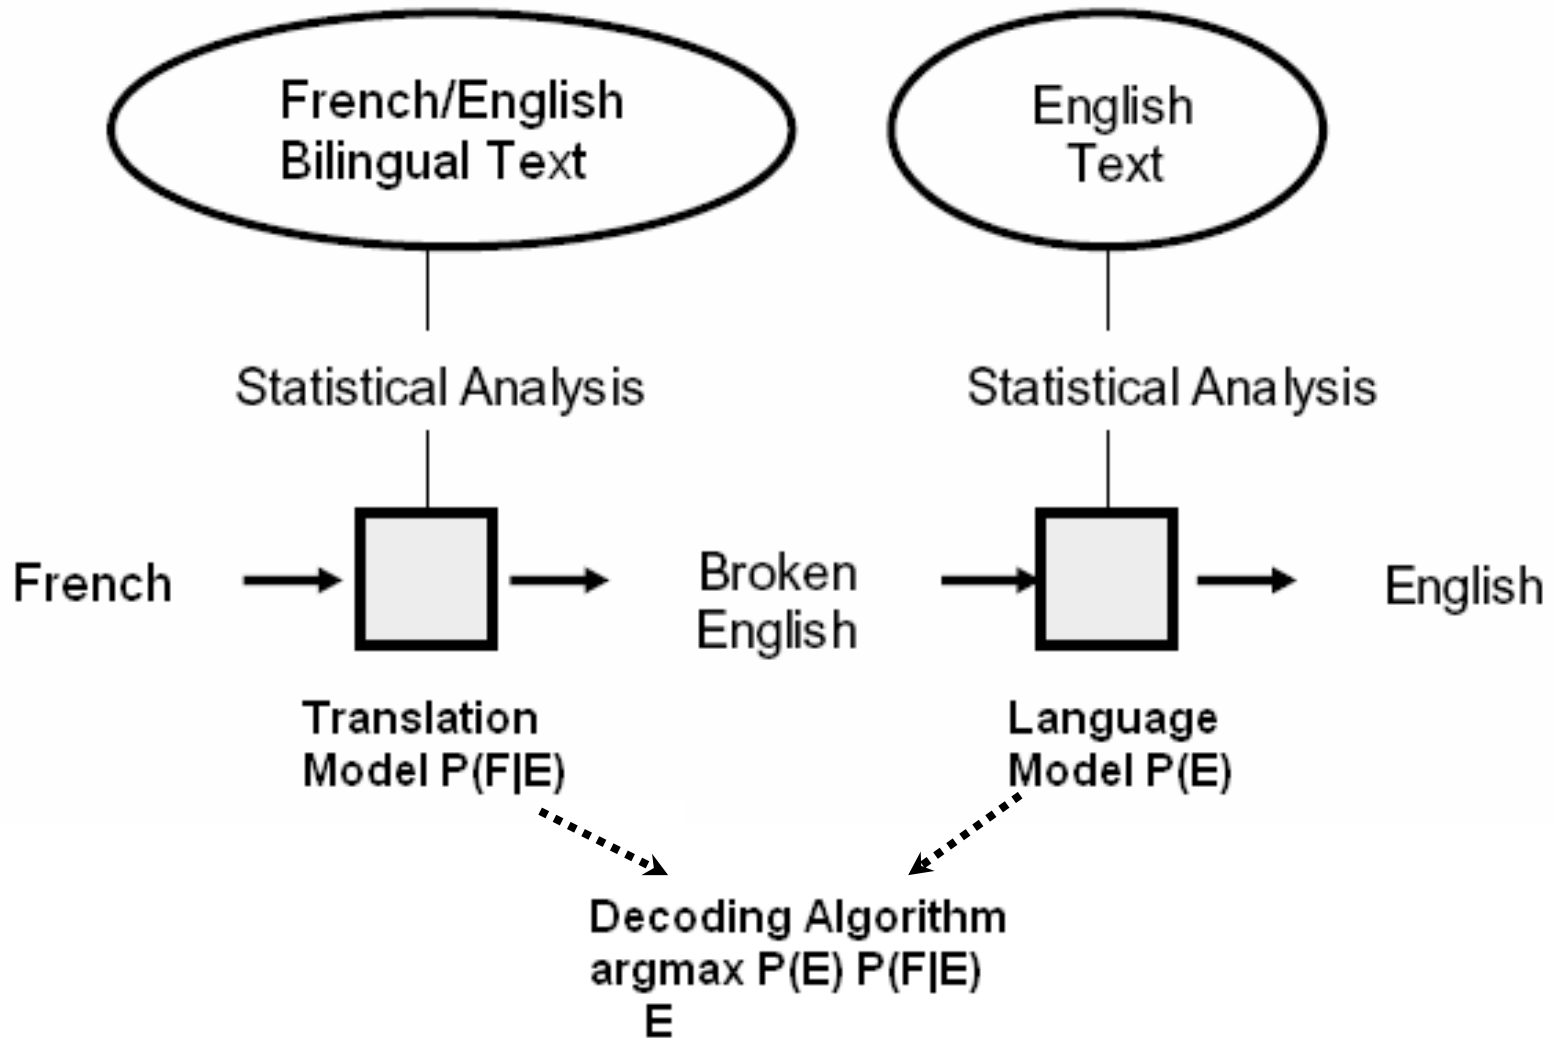 French/English
Bilingual Text
English
Text
Statistical Analysis
Statistical Analysis
French
Broken
English
English
Translation
Model P(F|E)
Language
Model P(E)
Decoding Algorithm
argmax P(E) P(F|E)
E